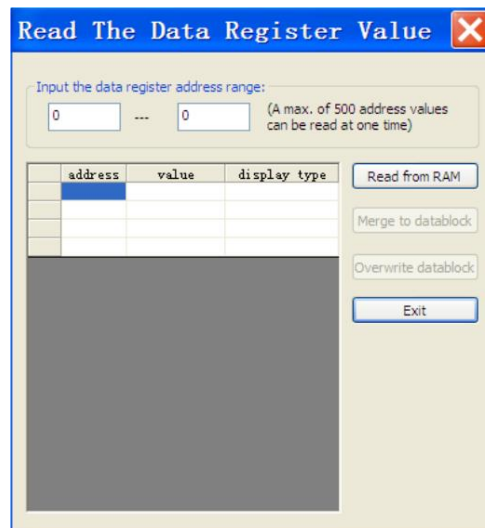 Read The Data Register Value
Input the data register address range:
0 --- 0 (A max. of 500 address values
can be read at one time)
address value display type
Read from RAM
Merge to datablock
Overwrite datablock
Exit